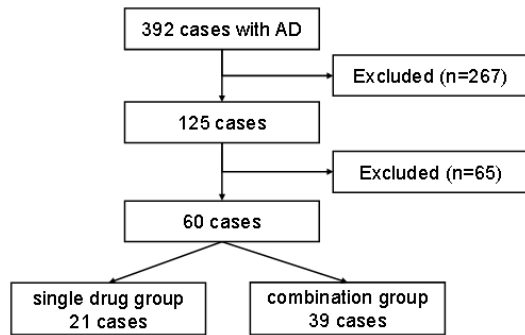 392 cases with AD
Excluded (n=267)
125 cases
Excluded (n=65)
60 cases
single drug group
21 cases
combination group
39 cases